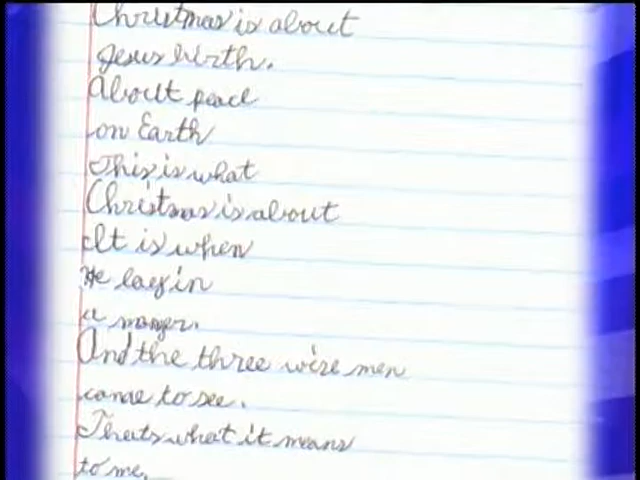 Christmas is about
Jesus birth.
About peace
on Earth
This is what
Christmas is about
It is when
He lay in
a manger.
And the three wise men
came to see.
Thats what it means
to me.